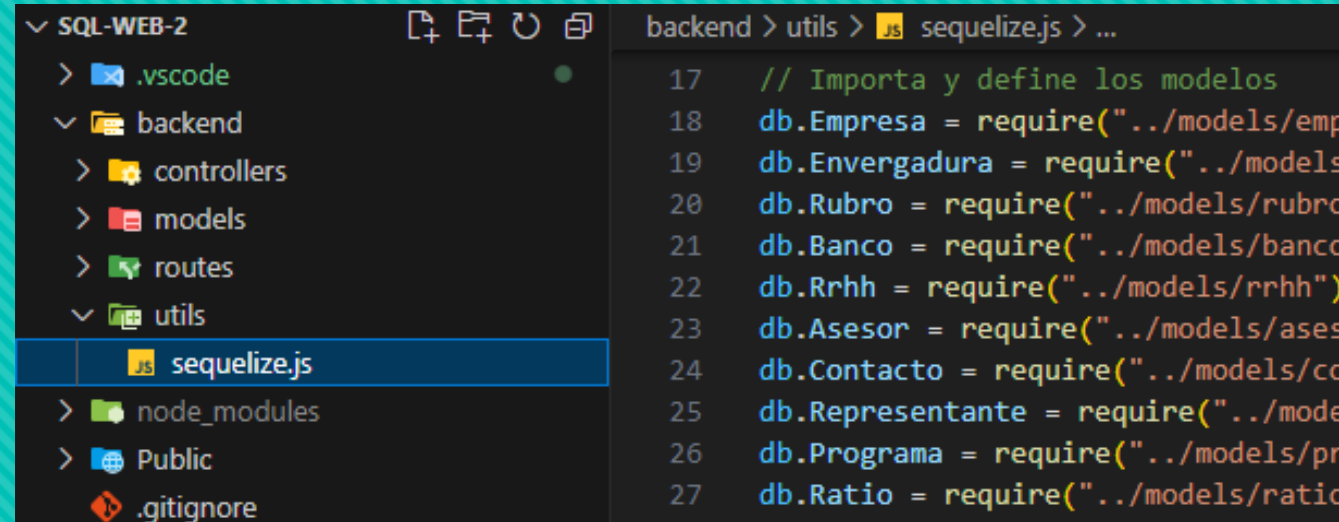 SQL-WEB-2
.vscode
backend
controllers
models
routes
utils
JS sequelize.js
node_modules
Public
.gitignore
backend > utils > JS sequelize.js > ...
17 // Importa y define los modelos
18 db.Empresa = require("../models/emp
19 db.Envergadura = require("../models
20 db.Rubro = require("../models/rubro
21 db.Banco = require("../models/banco
22 db.Rrhh = require("../models/rrhh")
23 db.Asesor = require("../models/ases
24 db.Contacto = require("../models/co
25 db.Representante = require("../mode
26 db.Programa = require("../models/pr
27 db.Ratio = require("../models/ratio